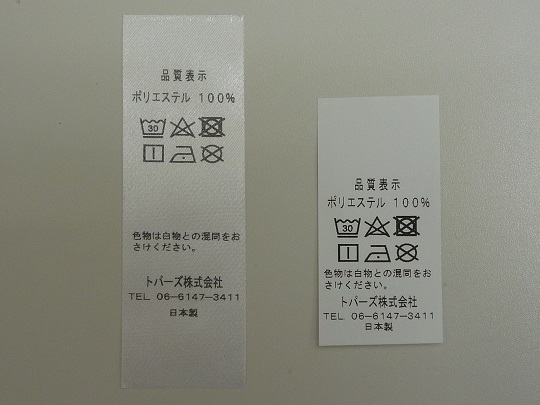 品質表示
ポリエステル 100%
30
色物は白物との混同をお
さけください。
トパーズ株式会社
TEL 06-6147-3411
日本製
品質表示
ポリエステル 100%
30
色物は白物との混同をお
さけください。
トパーズ株式会社
TEL 06-6147-3411
日本製